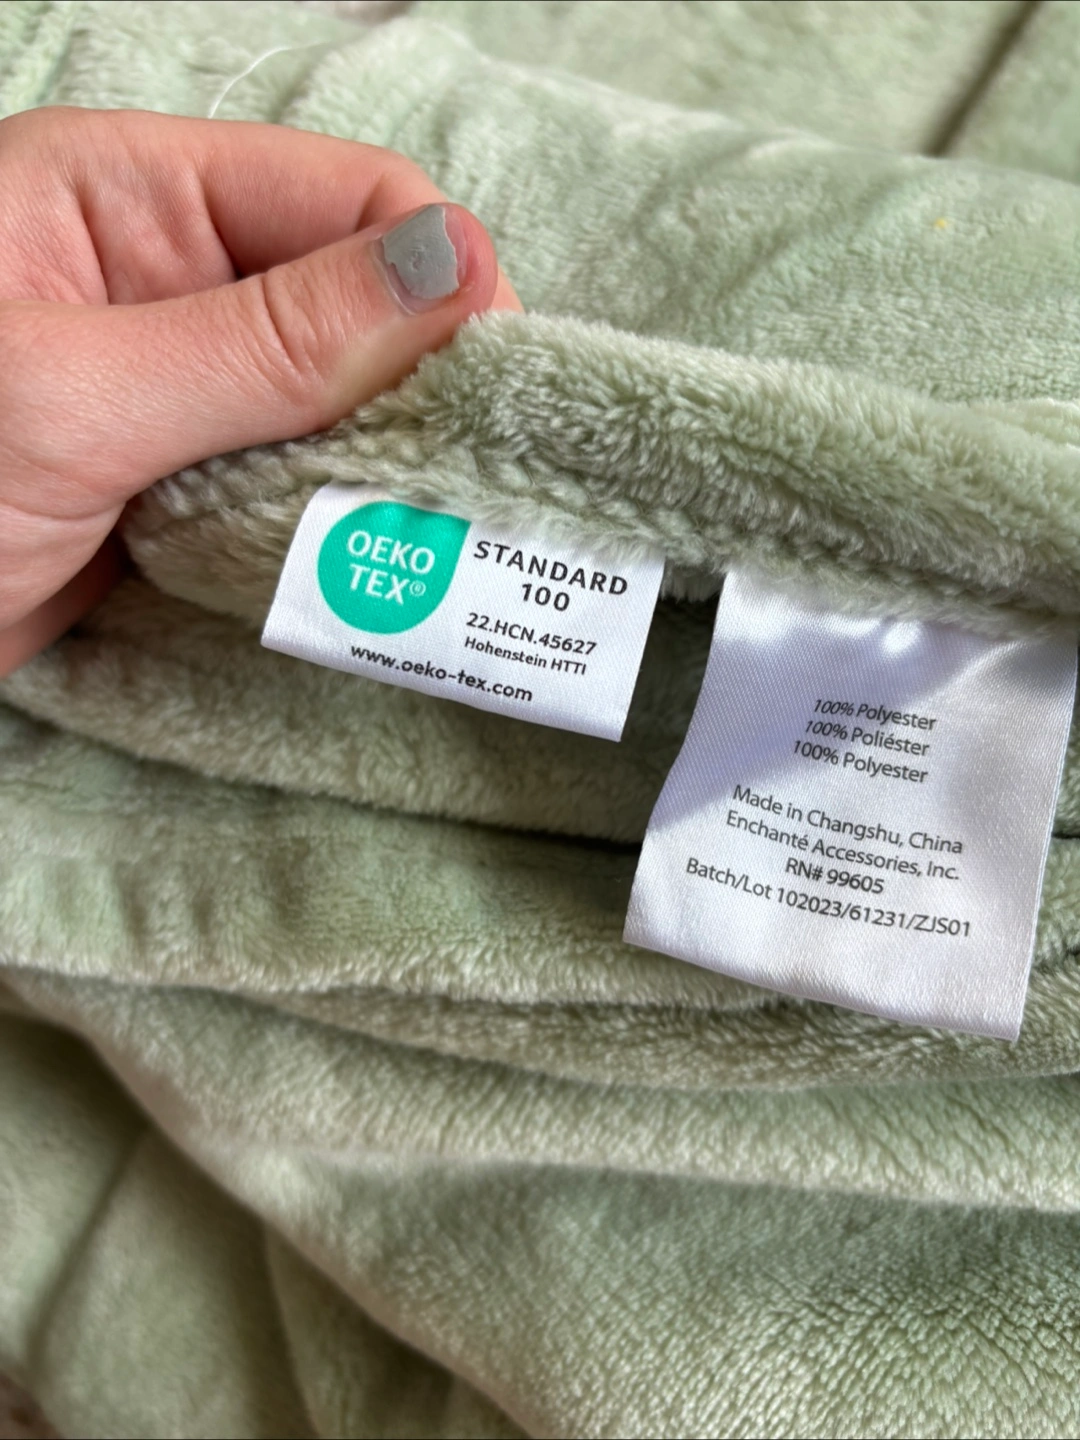 OEKO
TEX®
STANDARD
100
22.HCN.45627
Hohenstein HTTI
www.oeko-tex.com
100% Polyester
100% Poliéster
100% Polyester
Made in Changshu, China
Enchanté Accessories, Inc.
RN# 99605
Batch/Lot 102023/61231/ZJS01